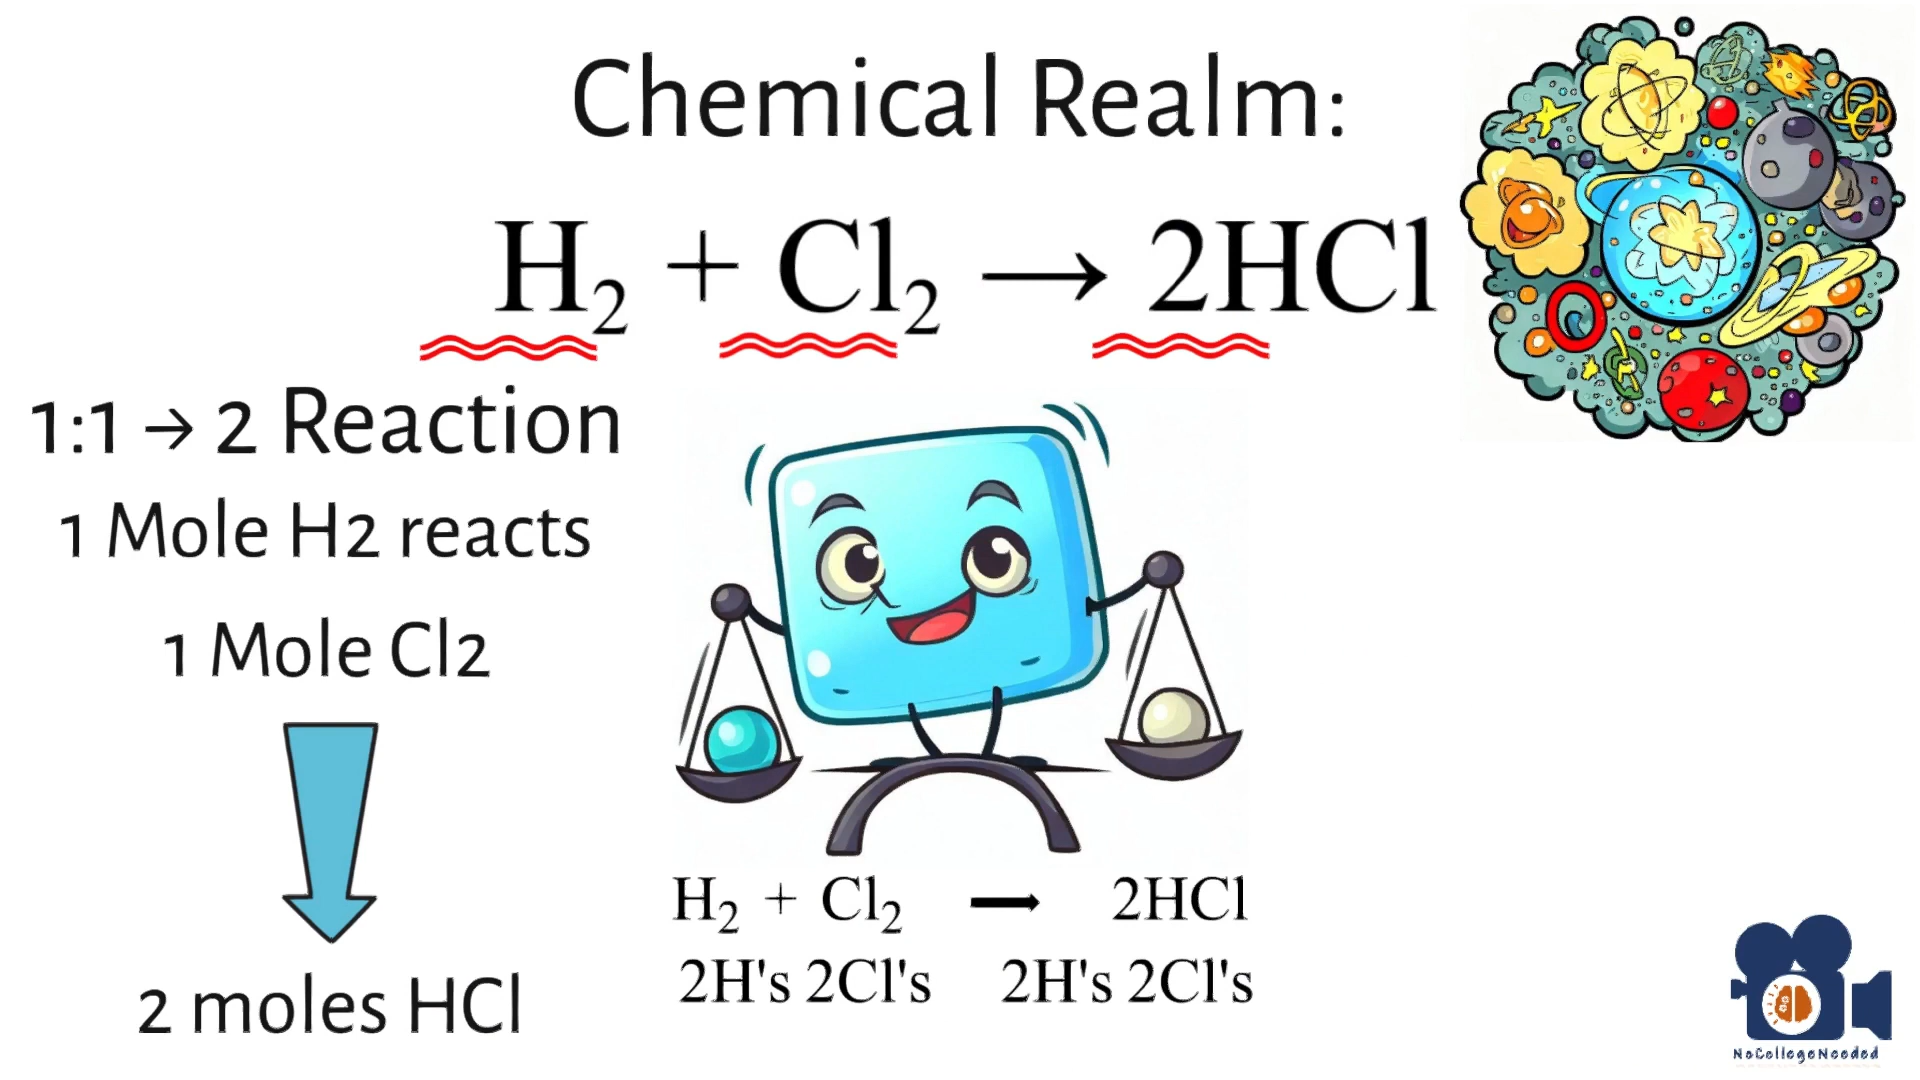 Chemical Realm:
H₂ + Cl₂ → 2HCl
1:1 → 2 Reaction
1 Mole H2 reacts
1 Mole Cl2
2 moles HCl
H₂ + Cl₂ → 2HCl
2H's 2Cl's 2H's 2Cl's
NoCollegeNeeded